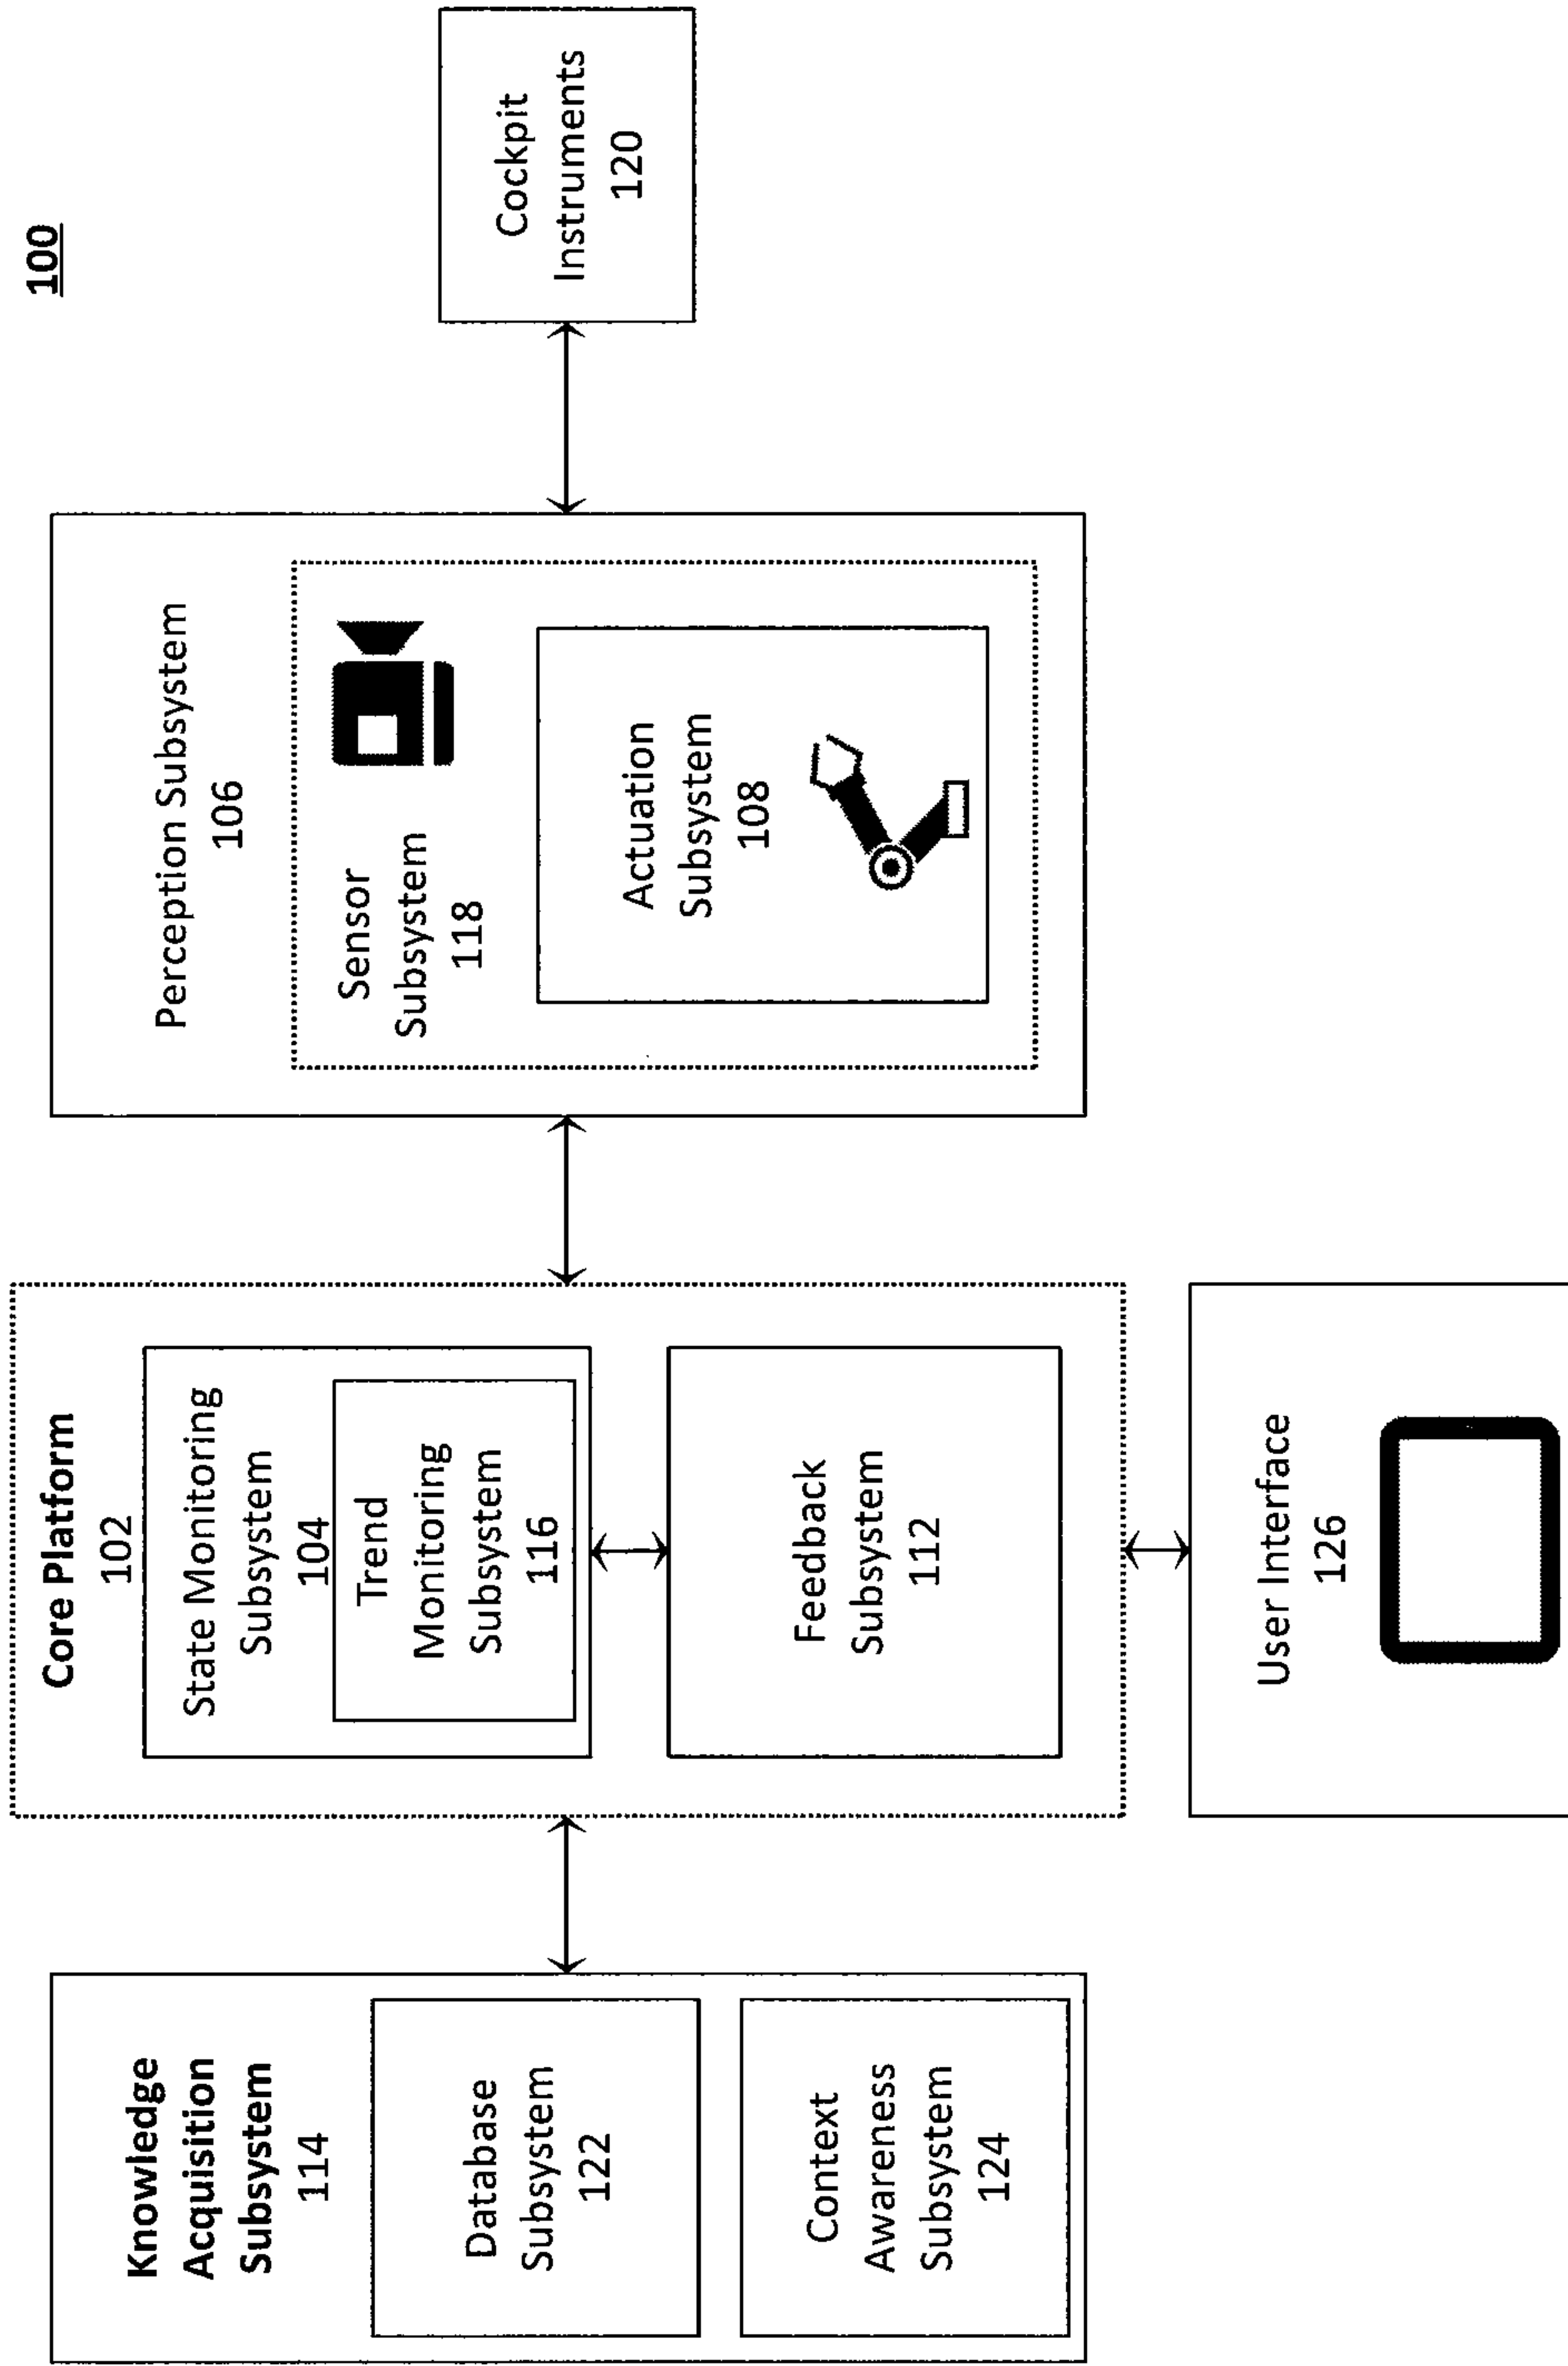 100
Knowledge
Acquisition
Subsystem
114
Database
Subsystem
122
Context
Awareness
Subsystem
124
Core Platform
102
State Monitoring
Subsystem
104
Trend
Monitoring
Subsystem
116
Feedback
Subsystem
112
User Interface
126
Perception Subsystem
106
Sensor
Subsystem
118
Actuation
Subsystem
108
Cockpit
Instruments
120